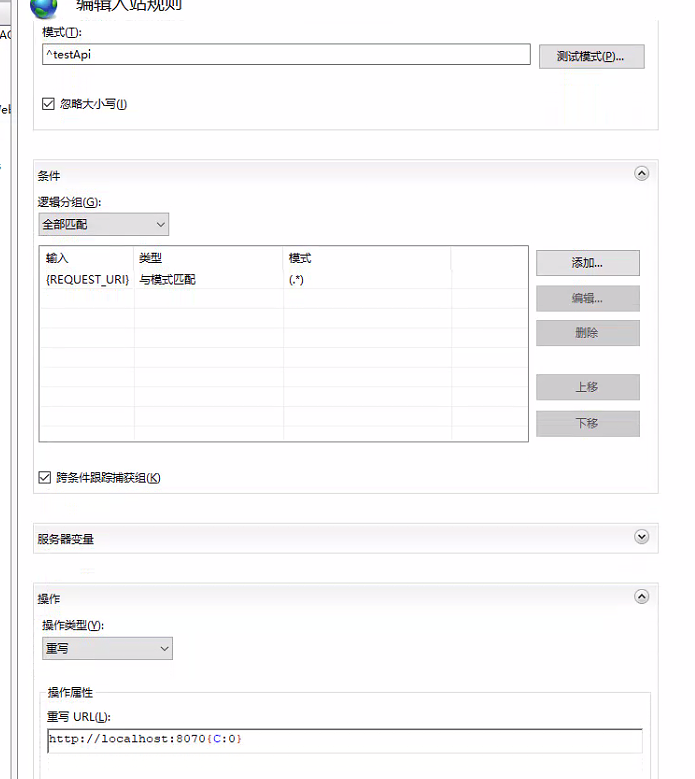 编辑入站规则
模式(T):
^testApi
测试模式(P)...
忽略大小写(I)
条件
逻辑分组(G):
全部匹配
输入 类型 模式
{REQUEST_URI} 与模式匹配 (.*)
添加...
编辑...
删除
上移
下移
跨条件跟踪捕获组(K)
服务器变量
操作
操作类型(Y):
重写
操作属性
重写 URL(L):
http://localhost:8070{C:0}